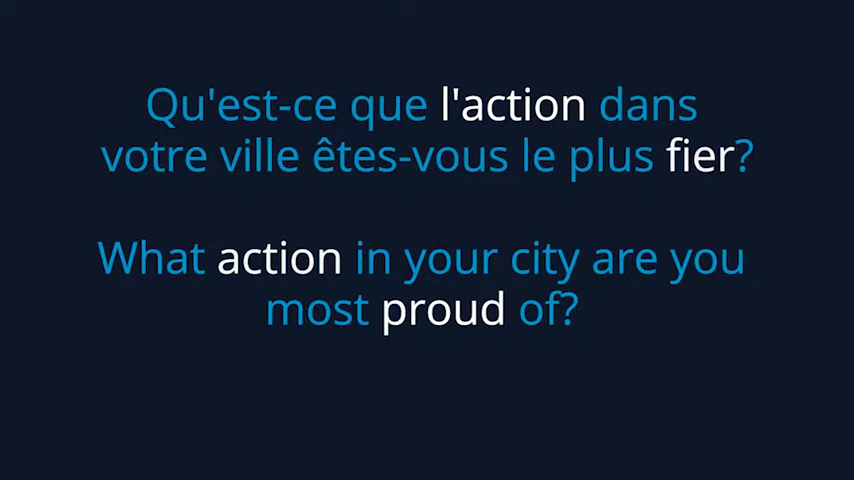 Qu'est-ce que l'action dans
votre ville êtes-vous le plus fier?
What action in your city are you
most proud of?